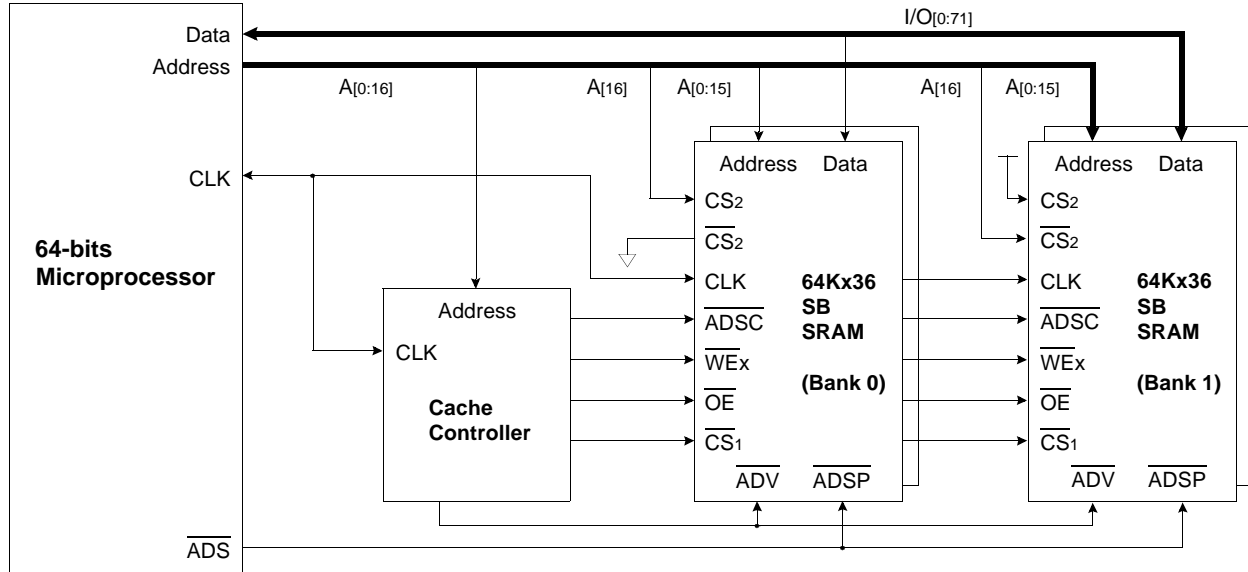 I/O[0:71]
Data
Address
A[0:16]
A[16]
A[0:15]
A[16]
A[0:15]
CLK
64-bits
Microprocessor
ADS
Address
CLK
Cache
Controller
Address Data
CS2
CS2
CLK
ADSC
WEx
OE
CS1
ADV ADSP
64Kx36
SB
SRAM
(Bank 0)
Address Data
CS2
CS2
CLK
ADSC
WEx
OE
CS1
ADV ADSP
64Kx36
SB
SRAM
(Bank 1)